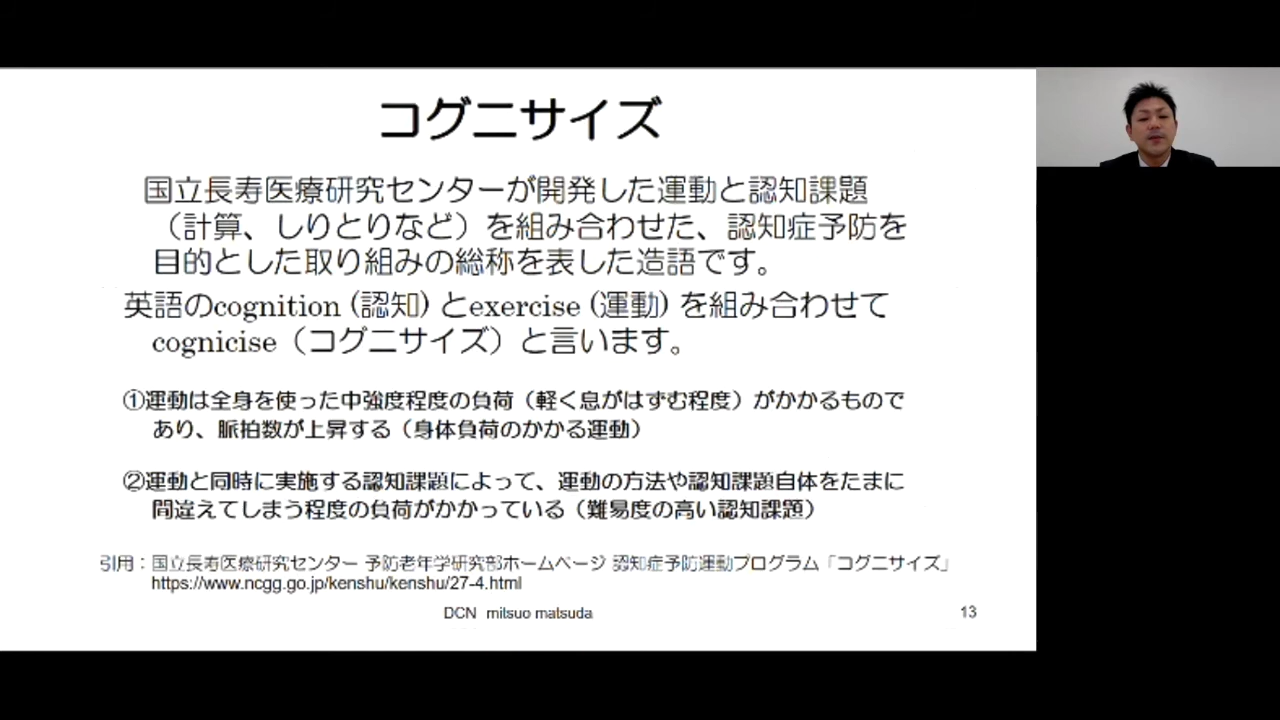 コグニサイズ
国立長寿医療研究センターが開発した運動と認知課題
（計算、しりとりなど）を組み合わせた、認知症予防を
目的とした取り組みの総称を表した造語です。
英語のcognition (認知) とexercise (運動) を組み合わせて
cognicise（コグニサイズ）と言います。
①運動は全身を使った中強度程度の負荷（軽く息がはずむ程度）がかかるもので
あり、脈拍数が上昇する（身体負荷のかかる運動）
②運動と同時に実施する認知課題によって、運動の方法や認知課題自体をたまに
間違えてしまう程度の負荷がかかっている（難易度の高い認知課題）
引用：国立長寿医療研究センター 予防老年学研究部ホームページ 認知症予防運動プログラム「コグニサイズ」
https://www.ncgg.go.jp/kenshu/kenshu/27-4.html
DCN mitsuo matsuda
13